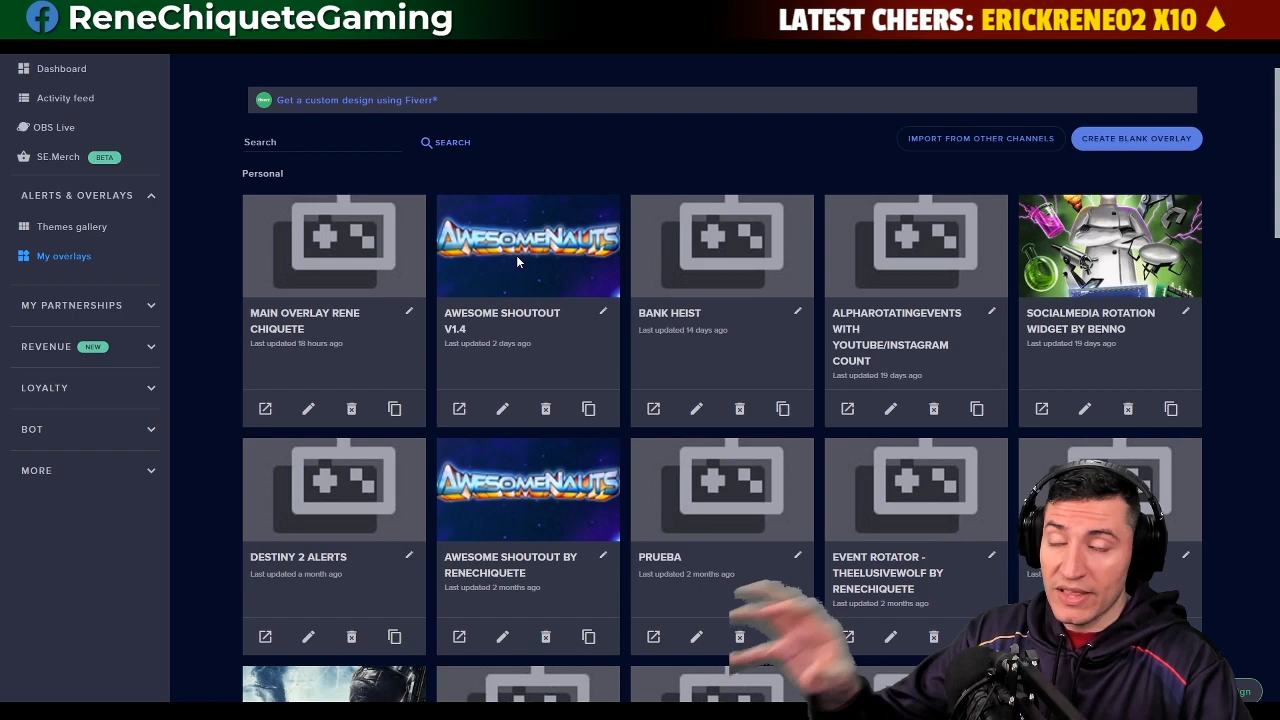 ReneChiqueteGaming
LATEST CHEERS: ERICKRENE02 X10
Dashboard
Activity feed
OBS Live
SE.Merch BETA
ALERTS & OVERLAYS
Themes gallery
My overlays
MY PARTNERSHIPS
REVENUE NEW
LOYALTY
BOT
MORE
Get a custom design using Fiverr®
Search
SEARCH
IMPORT FROM OTHER CHANNELS
CREATE BLANK OVERLAY
Personal
MAIN OVERLAY RENE
CHIQUETE
Last updated 18 hours ago
AWESOMENAUTS
AWESOME SHOUTOUT
V1.4
Last updated 2 days ago
BANK HEIST
Last updated 14 days ago
ALPHAROTATINGEVENTS
WITH
YOUTUBE/INSTAGRAM
COUNT
Last updated 19 days ago
SOCIALMEDIA ROTATION
WIDGET BY BENNO
Last updated 19 days ago
DESTINY 2 ALERTS
Last updated a month ago
AWESOMENAUTS
AWESOME SHOUTOUT BY
RENECHIQUETE
Last updated 2 months ago
PRUEBA
Last updated 2 months ago
EVENT ROTATOR -
THEELUSIVEWOLF BY
RENECHIQUETE
Last updated 2 months ago